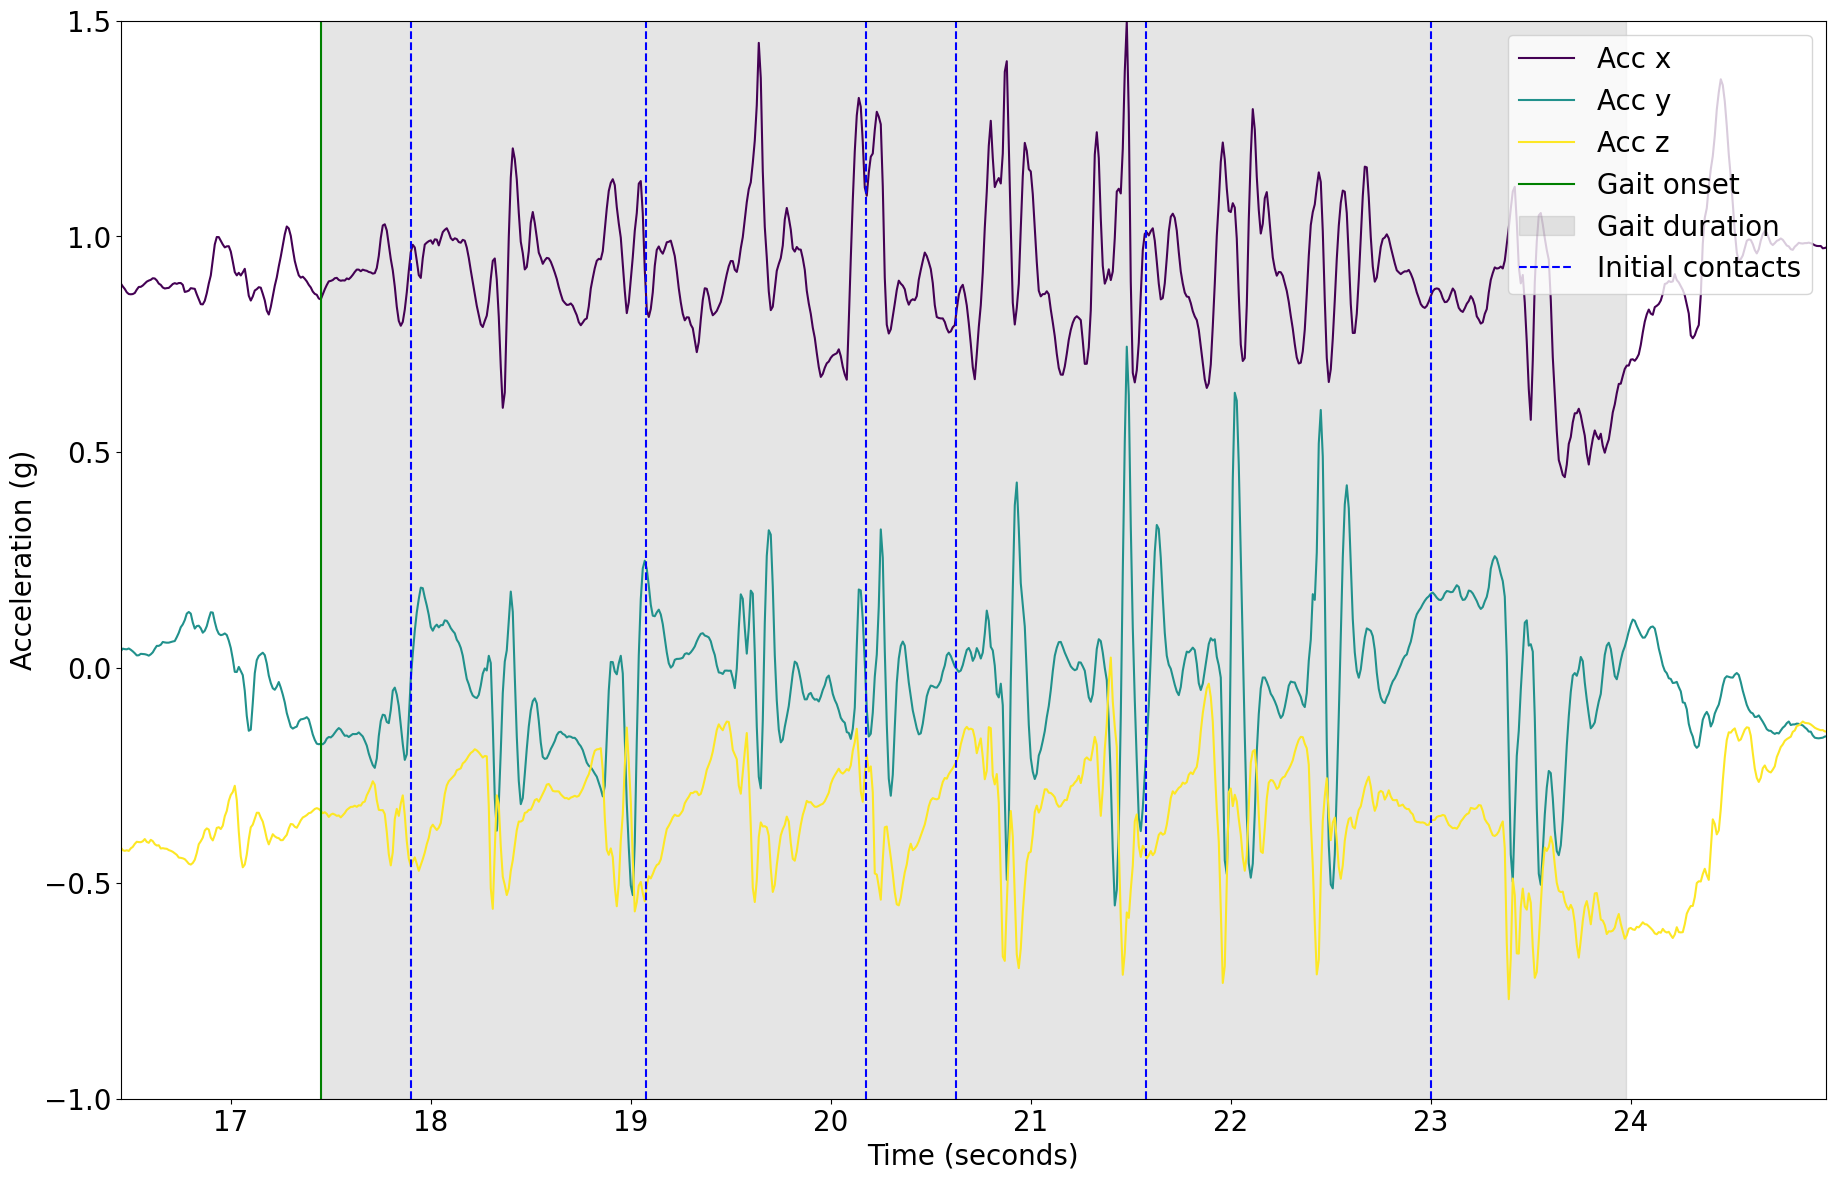 1.5
1.0
0.5
0.0
−0.5
−1.0
Acceleration (g)
Acc x
Acc y
Acc z
Gait onset
Gait duration
Initial contacts
17 18 19 20 21 22 23 24
Time (seconds)